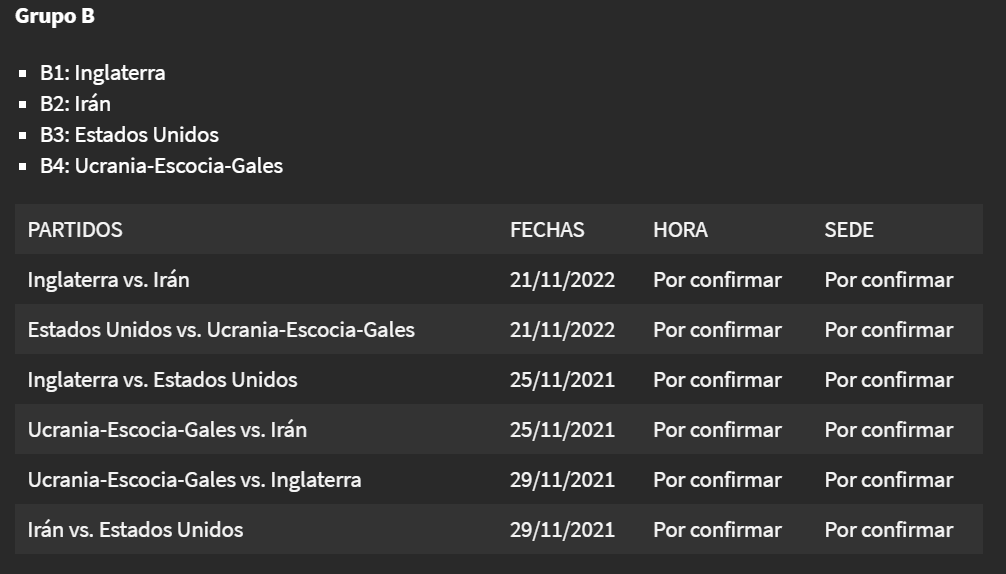 Grupo B
B1: Inglaterra
B2: Irán
B3: Estados Unidos
B4: Ucrania-Escocia-Gales
PARTIDOS FECHAS HORA SEDE
Inglaterra vs. Irán 21/11/2022 Por confirmar Por confirmar
Estados Unidos vs. Ucrania-Escocia-Gales 21/11/2022 Por confirmar Por confirmar
Inglaterra vs. Estados Unidos 25/11/2021 Por confirmar Por confirmar
Ucrania-Escocia-Gales vs. Irán 25/11/2021 Por confirmar Por confirmar
Ucrania-Escocia-Gales vs. Inglaterra 29/11/2021 Por confirmar Por confirmar
Irán vs. Estados Unidos 29/11/2021 Por confirmar Por confirmar